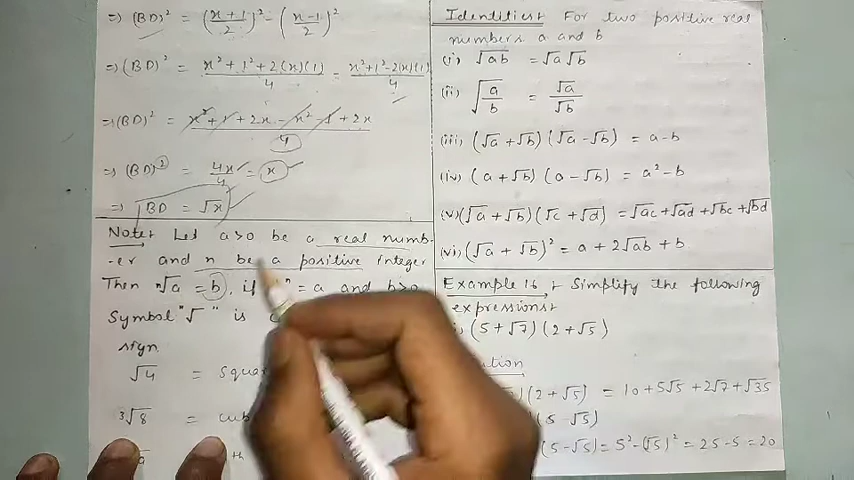 ⇒ (BD)² = (x+1/2)² - (x-1/2)²
⇒ (BD)² = x² + 1² + 2(x)(1)/4 = x²+1²-2(x)(1)/4
⇒ (BD)² = x²+1+2x-x²-1+2x/4
⇒ (BD)² = 4x/4 = x
⇒ BD = √x
Note: Let a>0 be a real numb-
-er and n be a positive integer
Then ⁿ√a = b, if = a and b>0
Symbol "√ " is
sign.
√4 =
³√8 =
Identities: For two positive real
numbers a and b
(i) √ab = √a√b
(ii) √a/b = √a/√b
(iii) (√a+√b)(√a-√b) = a-b
(iv) (a+√b)(a-√b) = a²-b
(v) (√a+√b)(√c+√d) = √ac+√ad+√bc+√bd
(vi) (√a+√b)² = a+2√ab+b
Example 16: Simplify the following
expressions:
(5+√7)(2+√5)
(2+√5) = 10+5√5+2√7+√35
(5-√5)
(5-√5) = 5²-(√5)² = 25-5 = 20